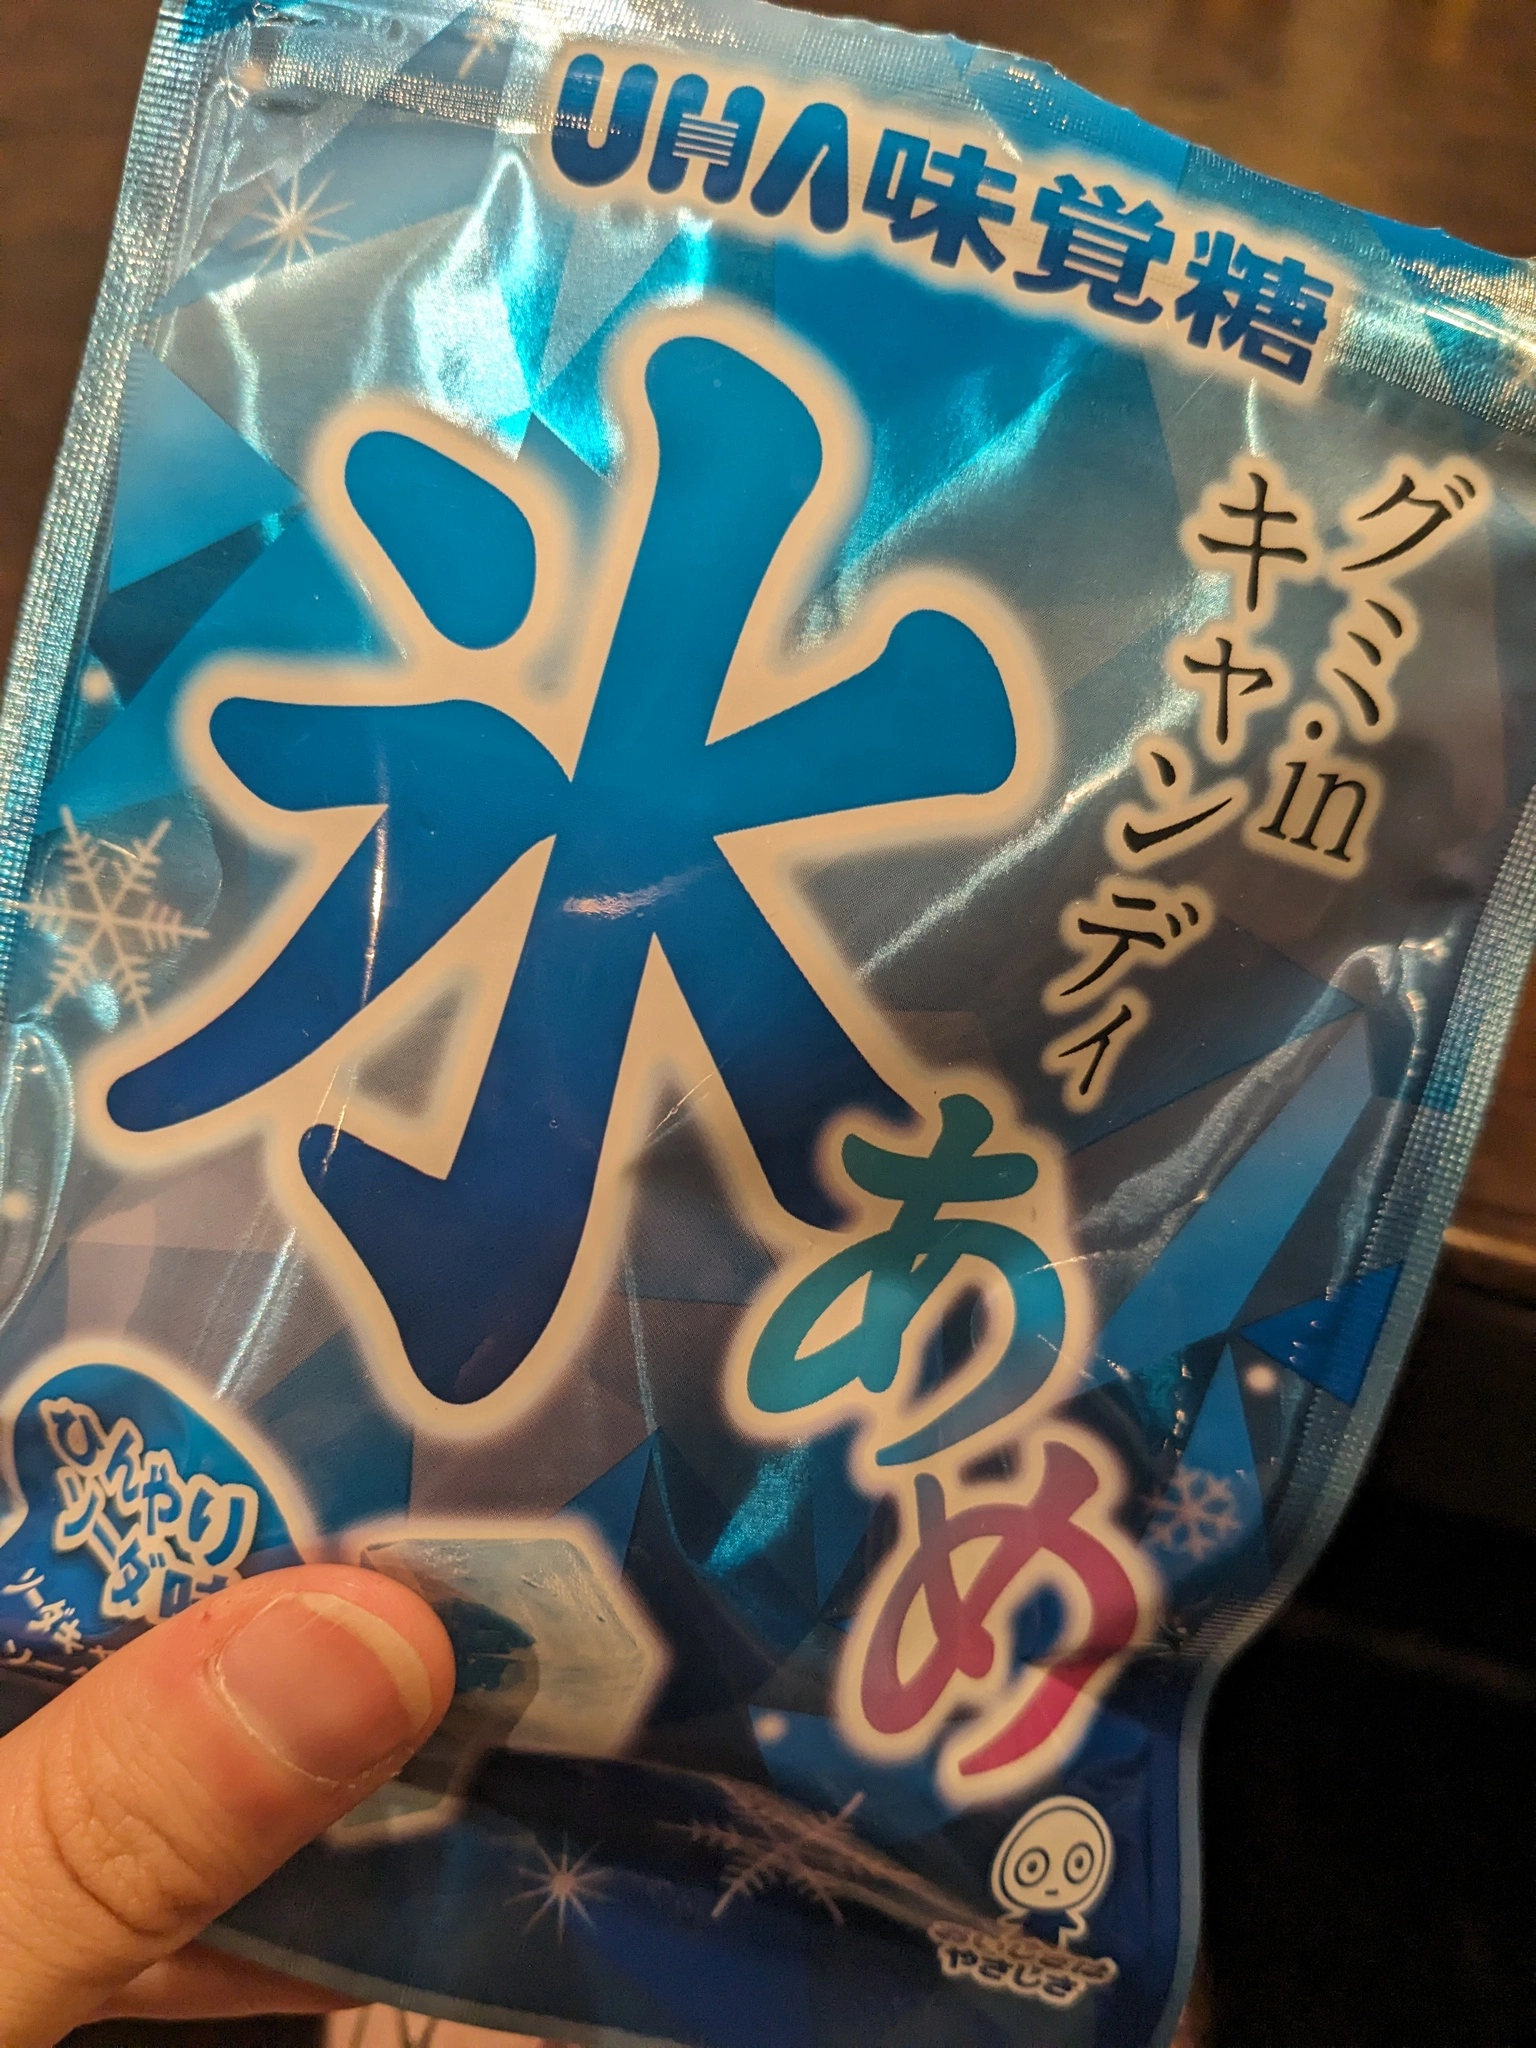 UHA味覚糖
グミin
キャンディ
氷あめ
ひんやり
ソーダ味
やさしさ